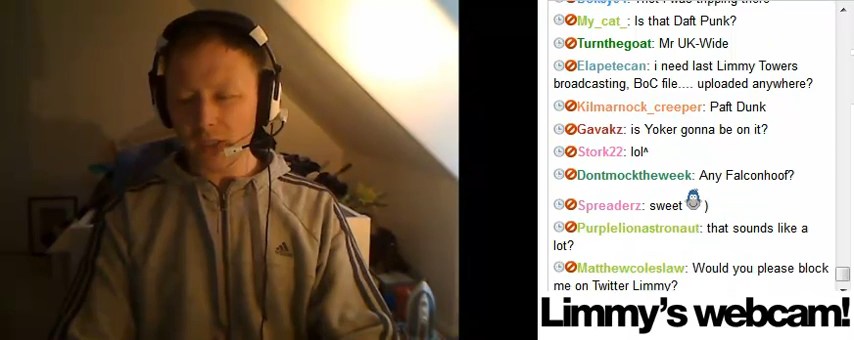 My_cat_: Is that Daft Punk?
Turnthegoat: Mr UK-Wide
Elapetecan: i need last Limmy Towers
broadcasting, BoC file.... uploaded anywhere?
Kilmarnock_creeper: Paft Dunk
Gavakz: is Yoker gonna be on it?
Stork22: lol^
Dontmocktheweek: Any Falconhoof?
Spreaderz: sweet )
Purplelionastronaut: that sounds like a
lot?
Matthewcoleslaw: Would you please block
me on Twitter Limmy?
adidas
Limmy's webcam!